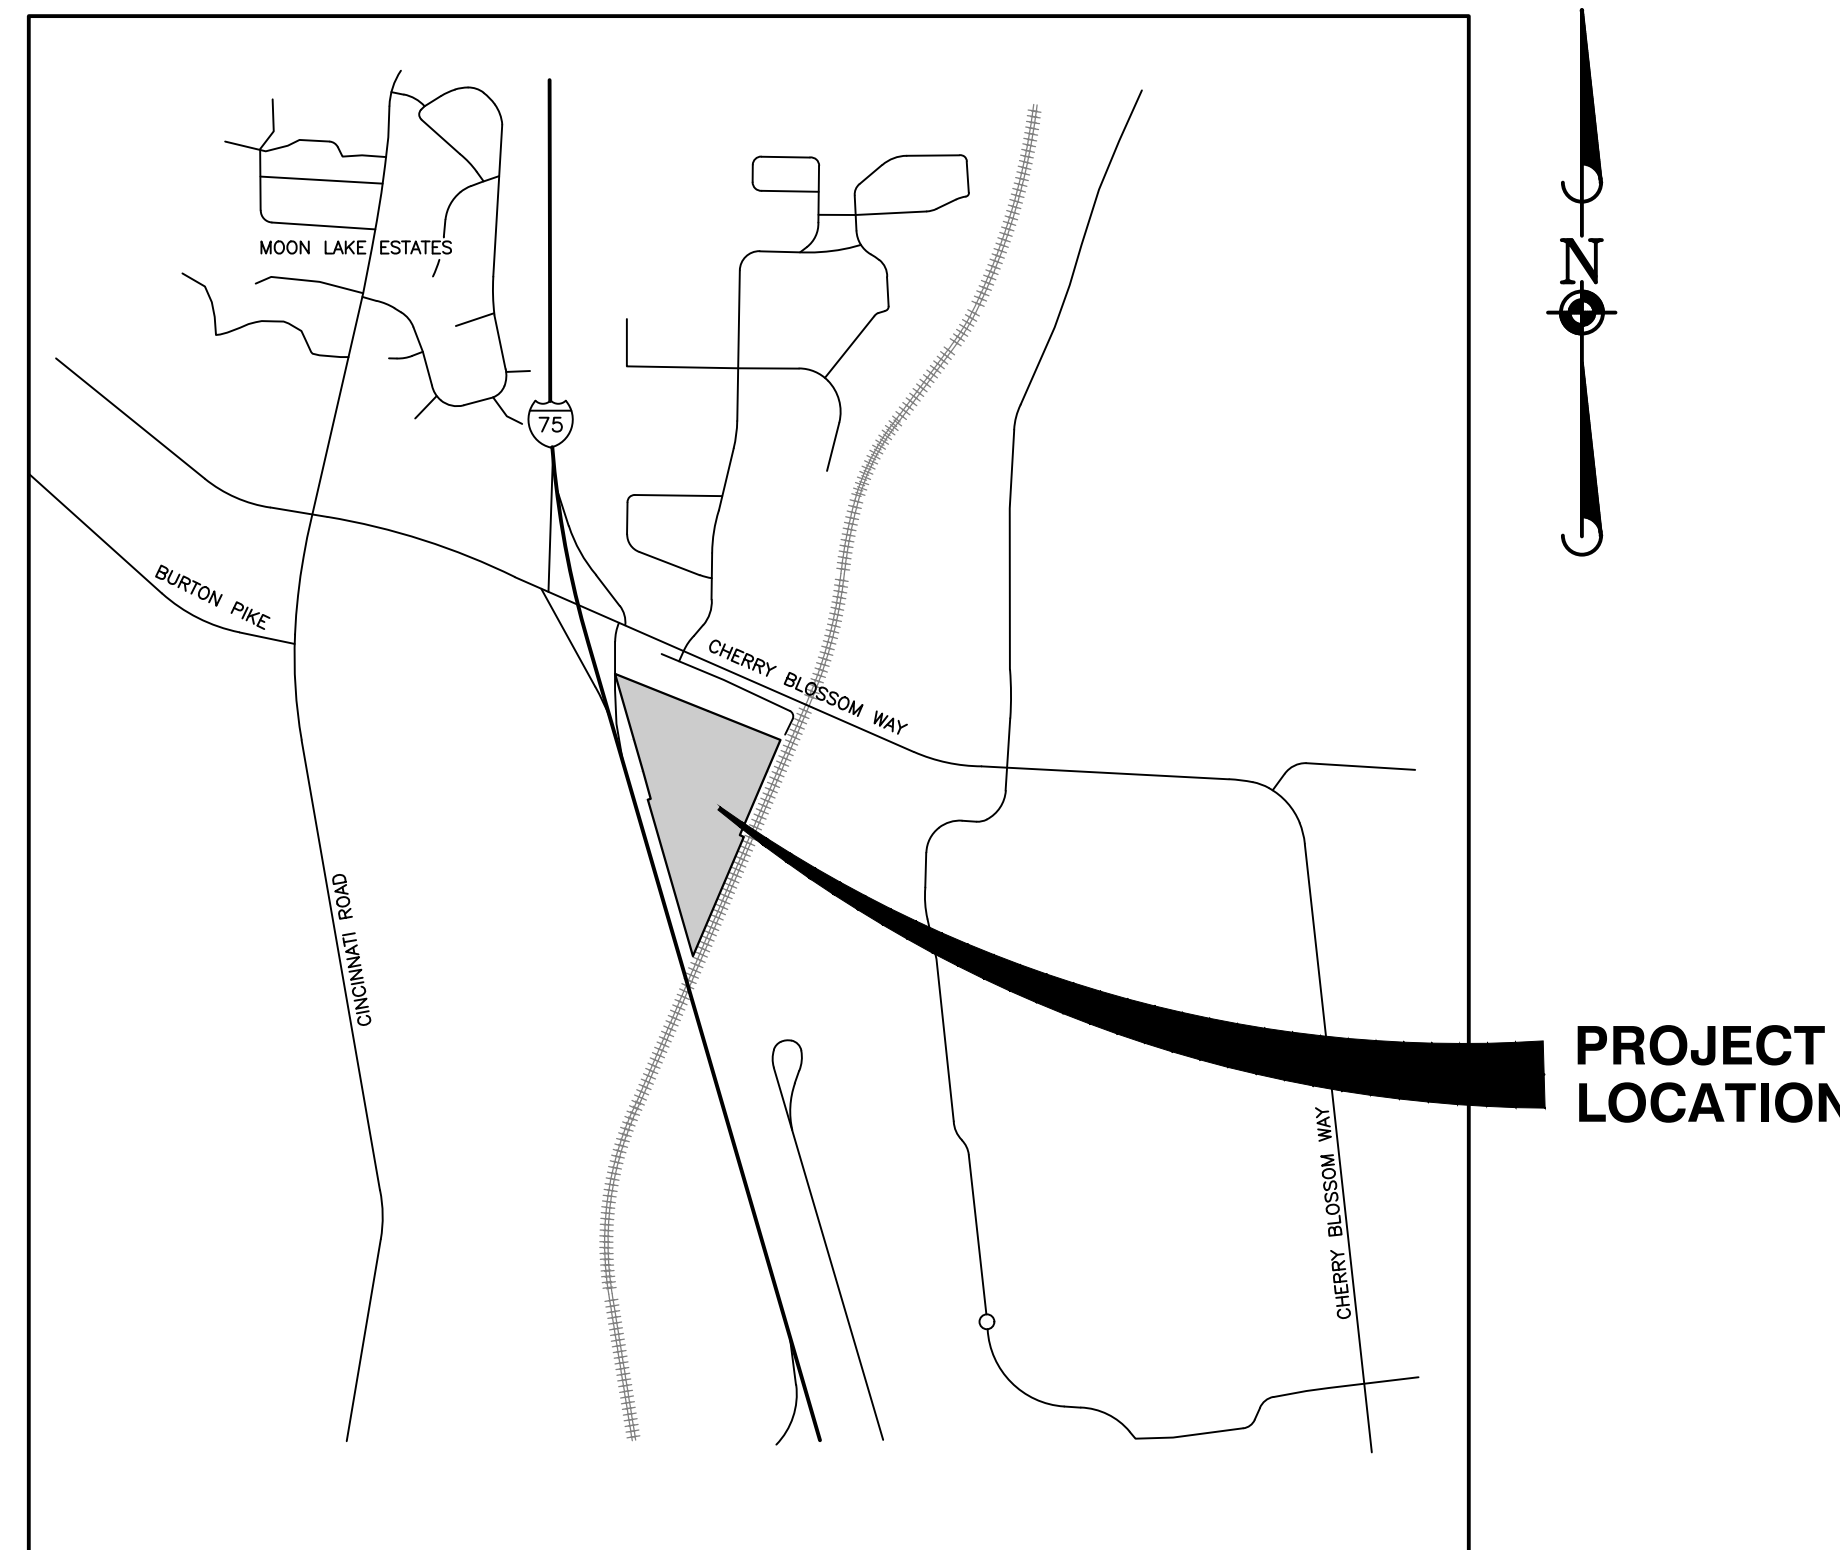 N
MOON LAKE ESTATES
75
BURTON PIKE
CHERRY BLOSSOM WAY
CINCINNATI ROAD
PROJECT
LOCATION
CHERRY BLOSSOM WAY